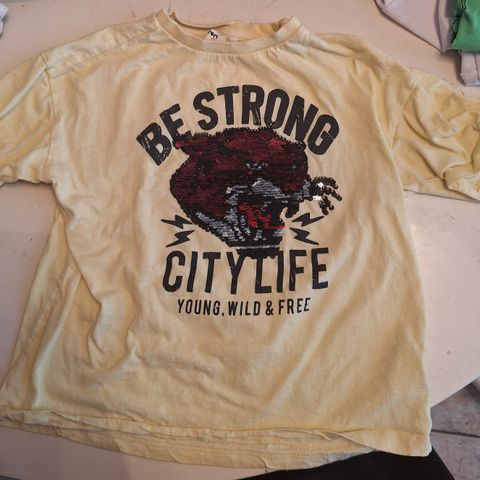 BE STRONG
CITY LIFE
YOUNG, WILD & FREE